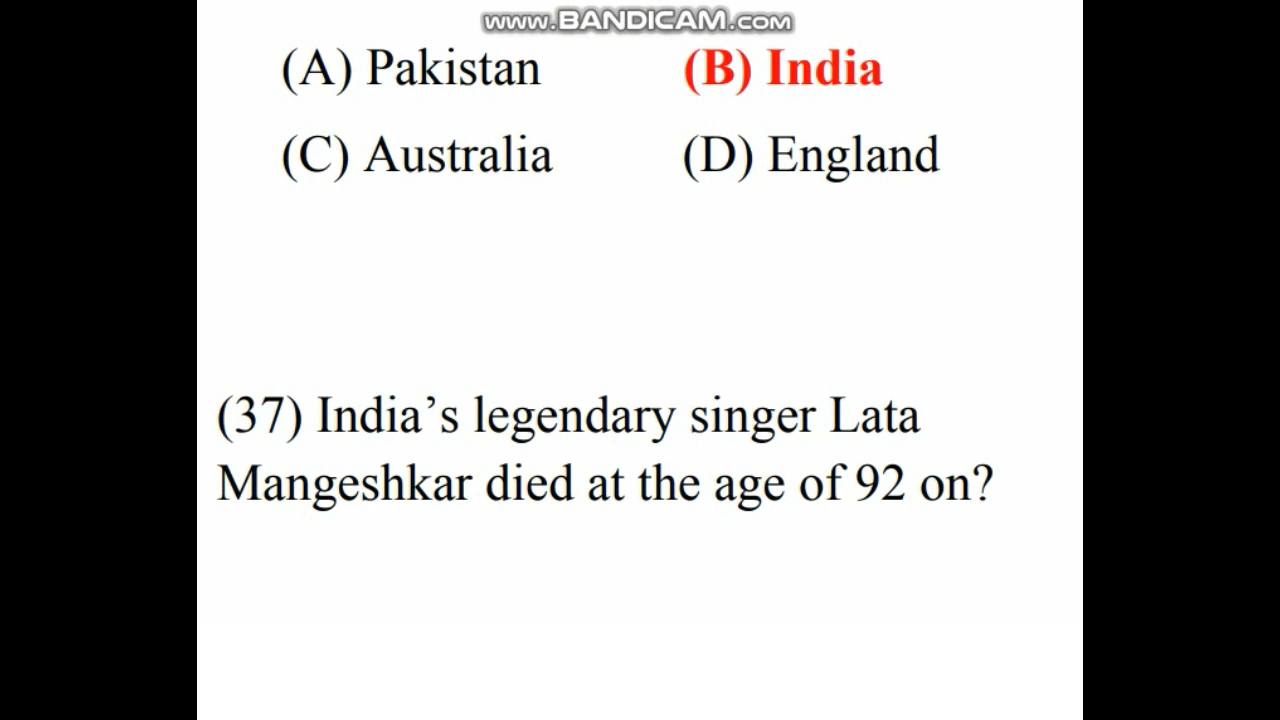 www.BANDICAM.com
(A) Pakistan (B) India
(C) Australia (D) England
(37) India’s legendary singer Lata
Mangeshkar died at the age of 92 on?